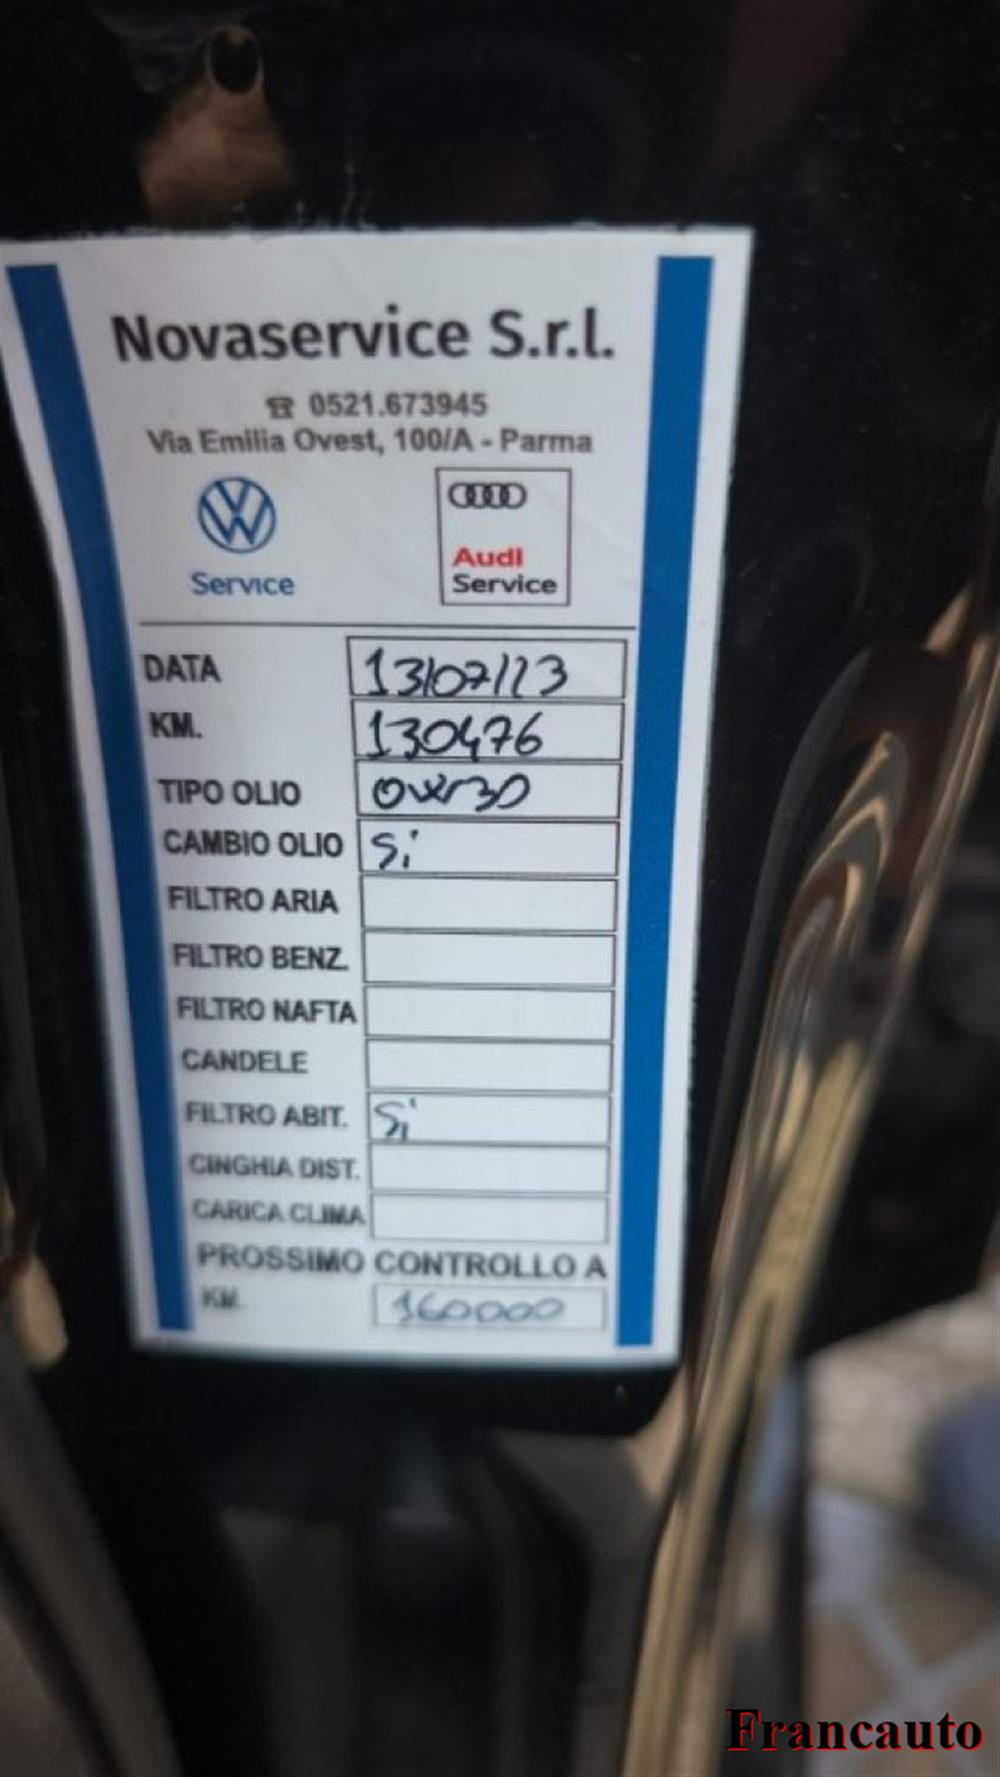 Novaservice S.r.l.
☎ 0521.673945
Via Emilia Ovest, 100/A - Parma
Service
Audi
Service
DATA 13/07/23
KM. 130476
TIPO OLIO 0W30
CAMBIO OLIO Si
FILTRO ARIA
FILTRO BENZ.
FILTRO NAFTA
CANDELE
FILTRO ABIT. Si
CINGHIA DIST.
CARICA CLIMA
PROSSIMO CONTROLLO A
KM. 160000
Francauto